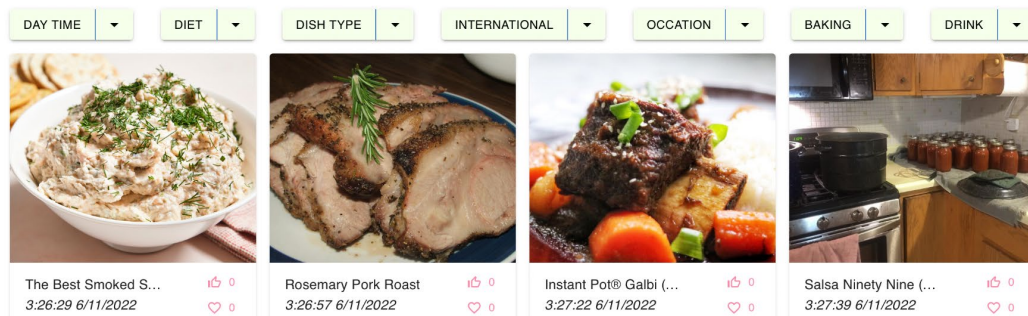 DAY TIME DIET DISH TYPE INTERNATIONAL OCCATION BAKING DRINK
The Best Smoked S... 0
3:26:29 6/11/2022 0
Rosemary Pork Roast 0
3:26:57 6/11/2022 0
Instant Pot® Galbi (... 0
3:27:22 6/11/2022 0
Salsa Ninety Nine (... 0
3:27:39 6/11/2022 0